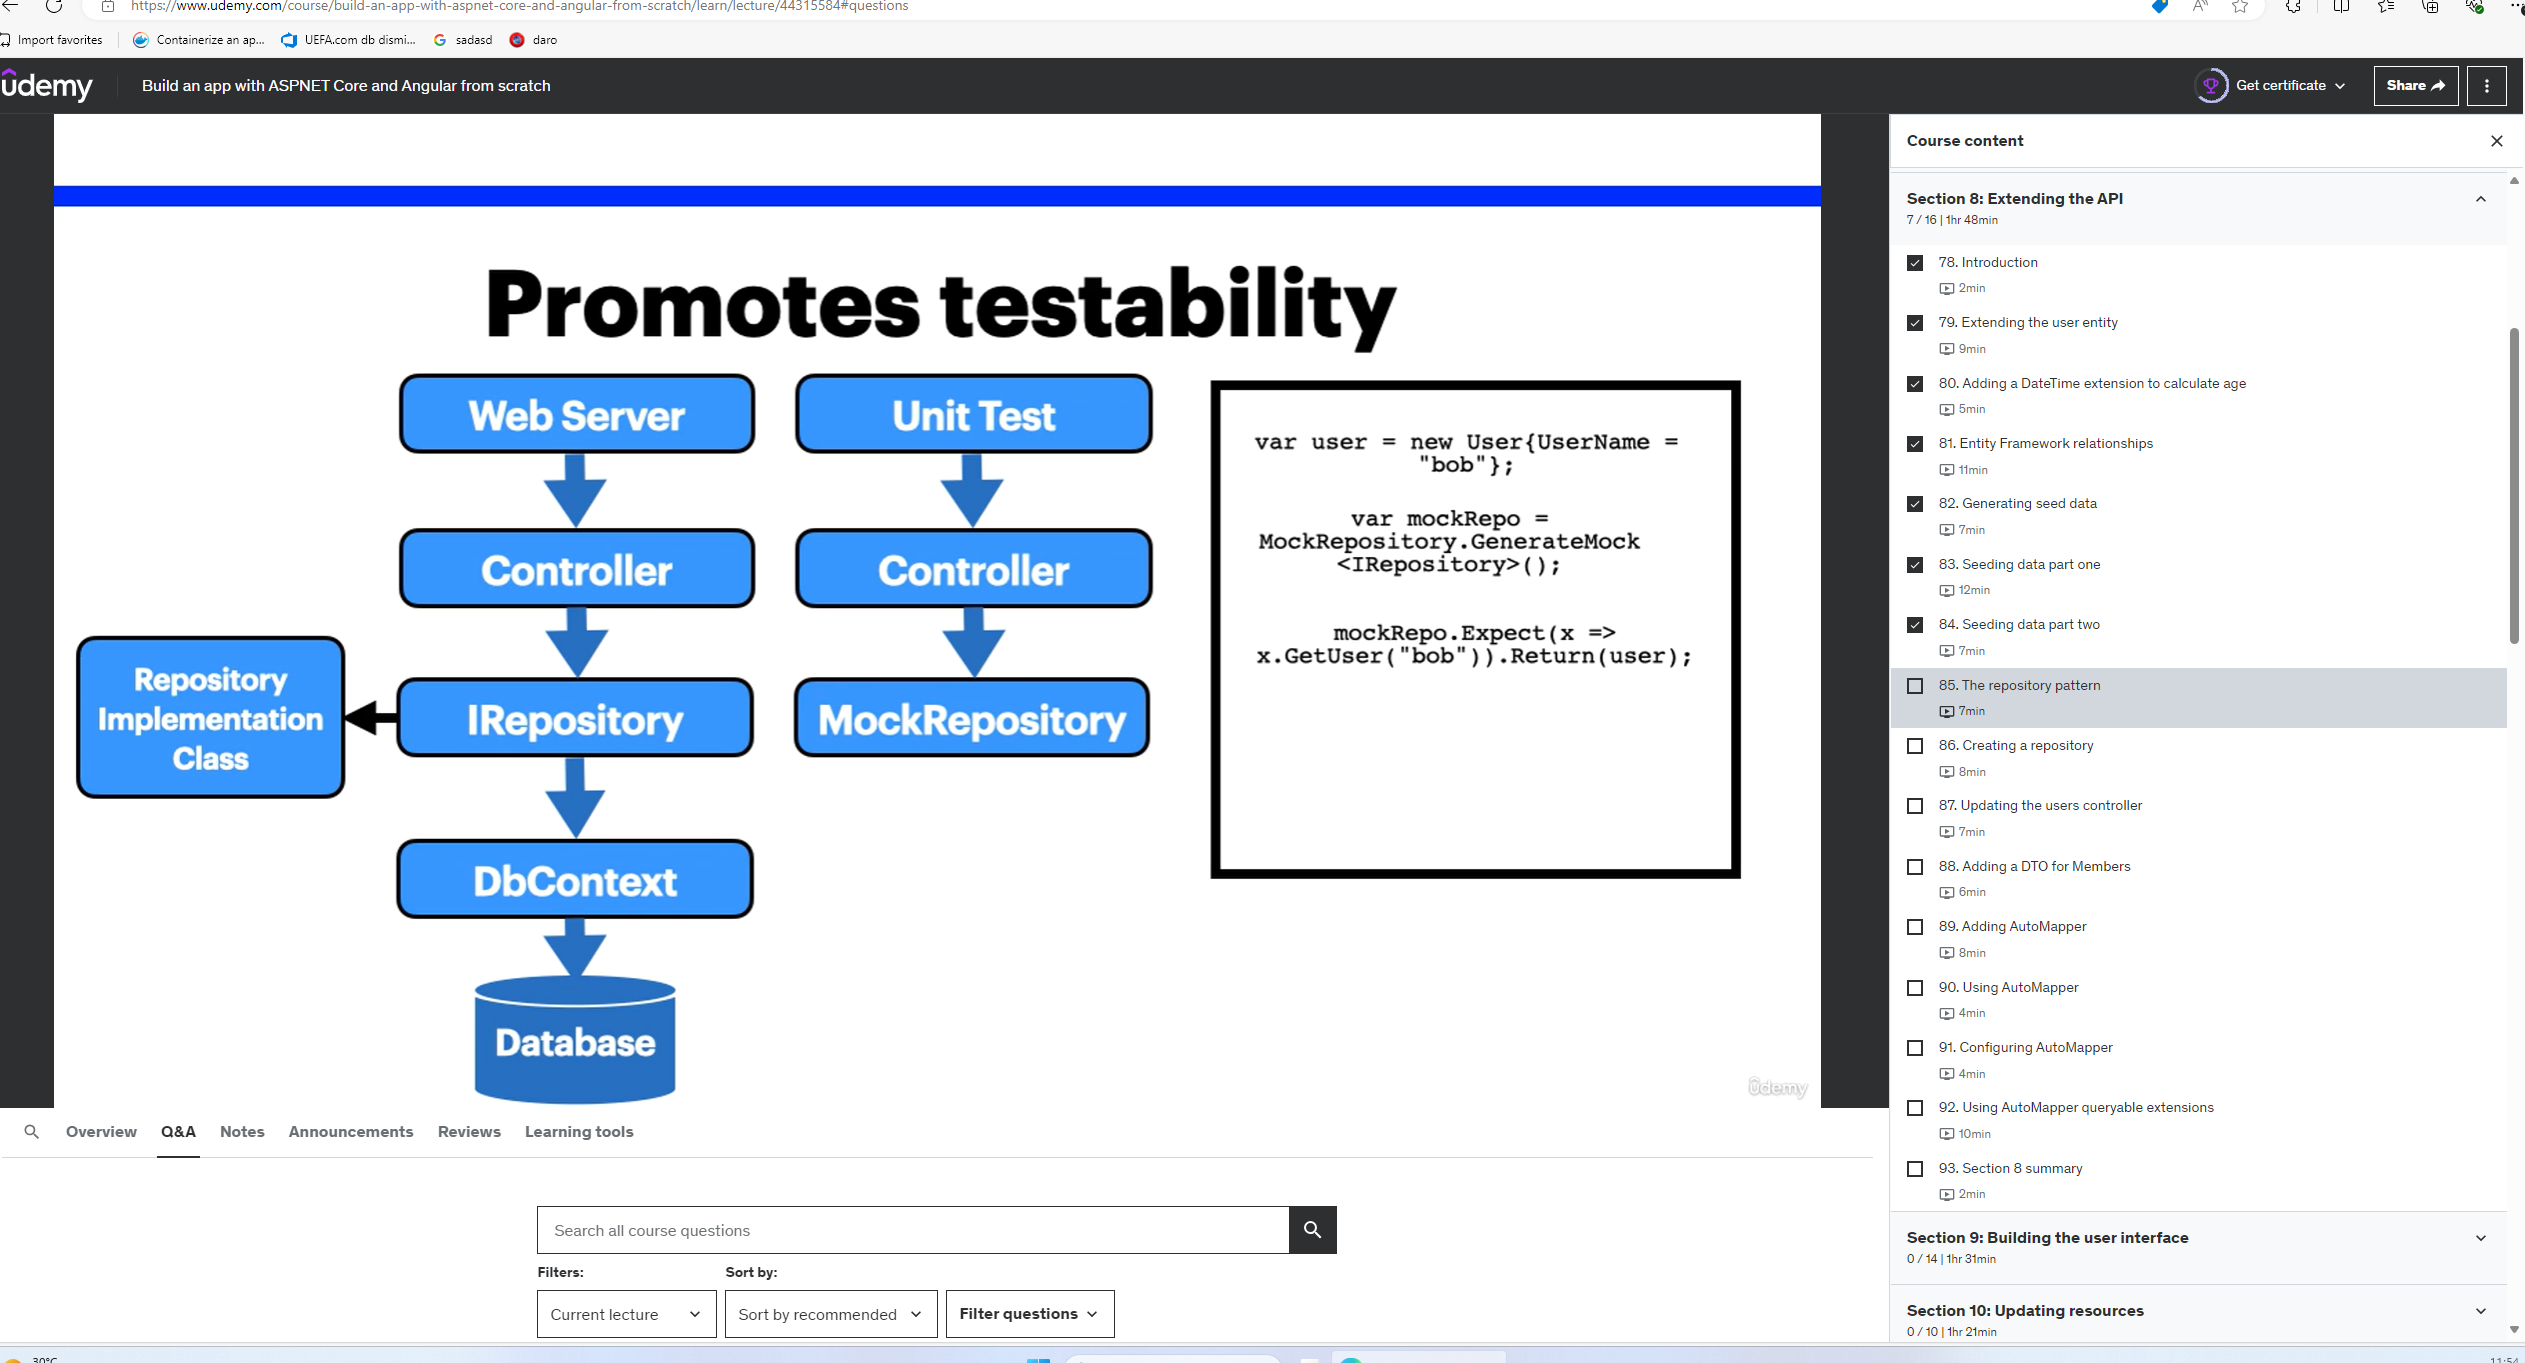 https://www.udemy.com/course/build-an-app-with-aspnet-core-and-angular-from-scratch/learn/lecture/44315584#questions
Import favorites
Containerize an ap...
UEFA.com db dismi...
sadasd
daro
udemy
Build an app with ASPNET Core and Angular from scratch
Get certificate
Share
Promotes testability
Web Server
Unit Test
Controller
Controller
Repository
Implementation
Class
IRepository
MockRepository
DbContext
Database
var user = new User{UserName =
"bob"};
var mockRepo =
MockRepository.GenerateMock
<IRepository>();
mockRepo.Expect(x =>
x.GetUser("bob")).Return(user);
udemy
Course content
Section 8: Extending the API
7 / 16 | 1hr 48min
78. Introduction
2min
79. Extending the user entity
9min
80. Adding a DateTime extension to calculate age
5min
81. Entity Framework relationships
11min
82. Generating seed data
7min
83. Seeding data part one
12min
84. Seeding data part two
7min
85. The repository pattern
7min
86. Creating a repository
8min
87. Updating the users controller
7min
88. Adding a DTO for Members
6min
89. Adding AutoMapper
8min
90. Using AutoMapper
4min
91. Configuring AutoMapper
4min
92. Using AutoMapper queryable extensions
10min
93. Section 8 summary
2min
Section 9: Building the user interface
0 / 14 | 1hr 31min
Section 10: Updating resources
0 / 10 | 1hr 21min
Overview
Q&A
Notes
Announcements
Reviews
Learning tools
Search all course questions
Filters:
Sort by:
Current lecture
Sort by recommended
Filter questions
30°C
11:54